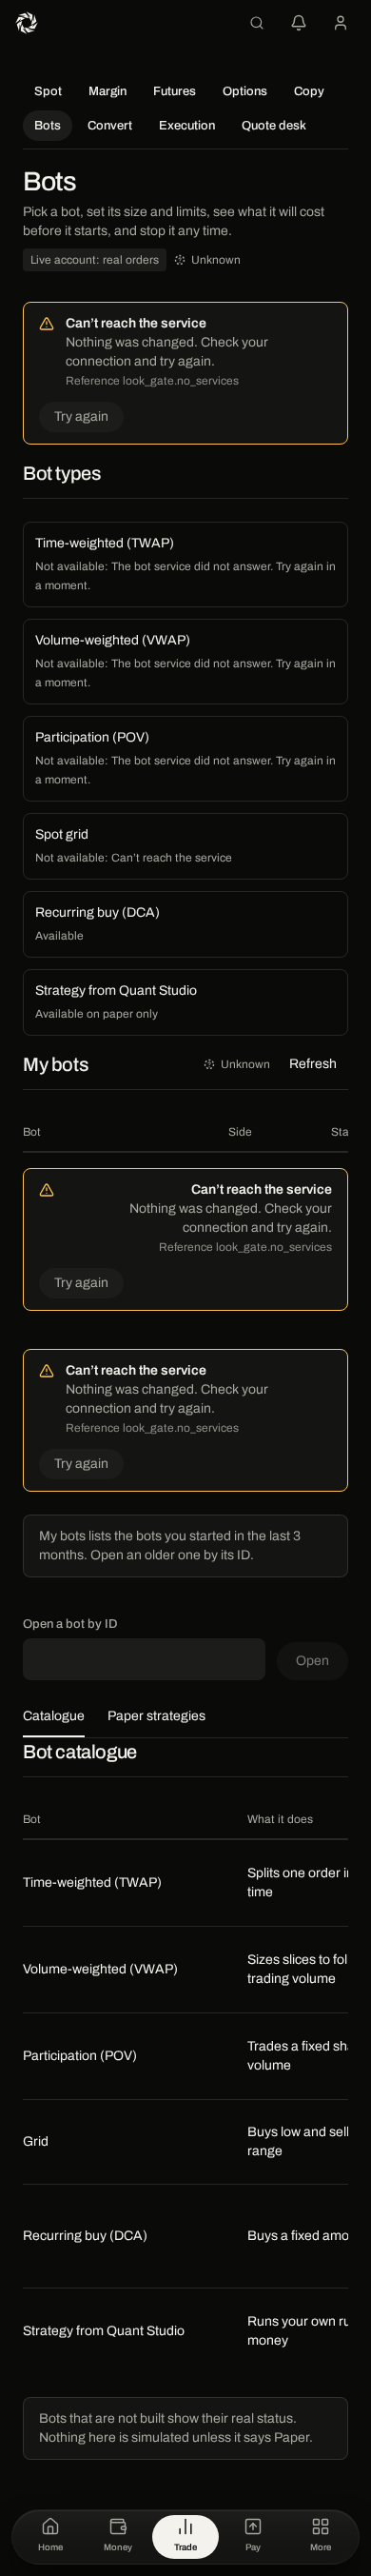 Spot Margin Futures Options Copy
Bots Convert Execution Quote desk
Bots
Pick a bot, set its size and limits, see what it will cost
before it starts, and stop it any time.
Live account: real orders Unknown
Can't reach the service
Nothing was changed. Check your
connection and try again.
Reference look_gate.no_services
Try again
Bot types
Time-weighted (TWAP)
Not available: The bot service did not answer. Try again in
a moment.
Volume-weighted (VWAP)
Not available: The bot service did not answer. Try again in
a moment.
Participation (POV)
Not available: The bot service did not answer. Try again in
a moment.
Spot grid
Not available: Can't reach the service
Recurring buy (DCA)
Available
Strategy from Quant Studio
Available on paper only
My bots Unknown Refresh
Bot Side Sta
Can't reach the service
Nothing was changed. Check your
connection and try again.
Reference look_gate.no_services
Try again
Can't reach the service
Nothing was changed. Check your
connection and try again.
Reference look_gate.no_services
Try again
My bots lists the bots you started in the last 3
months. Open an older one by its ID.
Open a bot by ID
Open
Catalogue Paper strategies
Bot catalogue
Bot What it does
Time-weighted (TWAP)
Splits one order i
time
Volume-weighted (VWAP)
Sizes slices to fol
trading volume
Participation (POV)
Trades a fixed sha
volume
Grid
Buys low and sell
range
Recurring buy (DCA)
Buys a fixed amo
Strategy from Quant Studio
Runs your own ru
money
Bots that are not built show their real status.
Nothing here is simulated unless it says Paper.
Home Money Trade Pay More